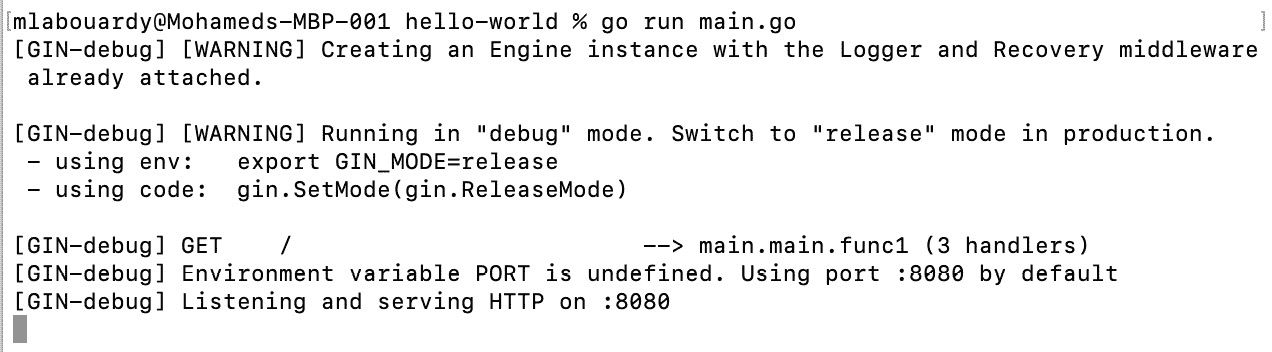 [mlabouardy@Mohameds-MBP-001 hello-world % go run main.go ]
[GIN-debug] [WARNING] Creating an Engine instance with the Logger and Recovery middleware
 already attached.

[GIN-debug] [WARNING] Running in "debug" mode. Switch to "release" mode in production.
 - using env:   export GIN_MODE=release
 - using code:  gin.SetMode(gin.ReleaseMode)

[GIN-debug] GET    /                         --> main.main.func1 (3 handlers)
[GIN-debug] Environment variable PORT is undefined. Using port :8080 by default
[GIN-debug] Listening and serving HTTP on :8080